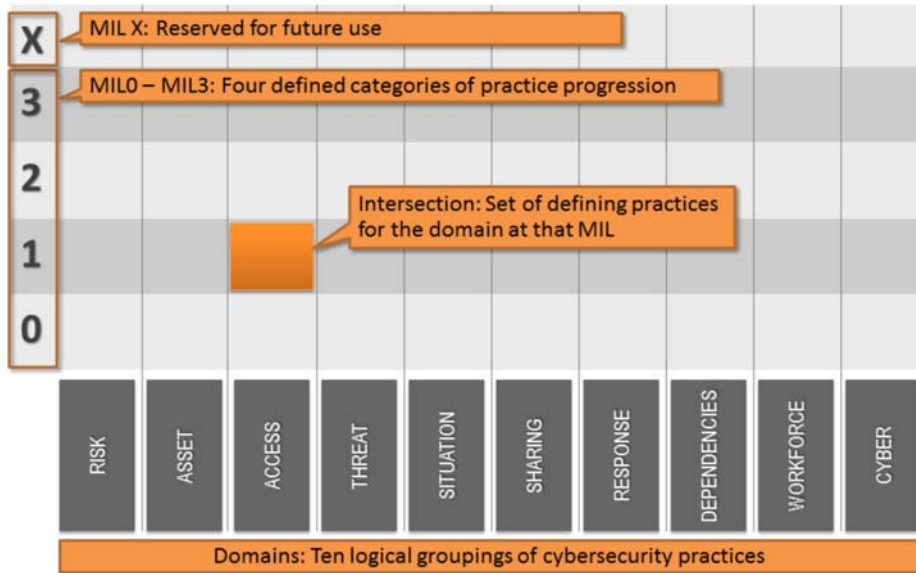 X
MIL X: Reserved for future use
3
MIL0 – MIL3: Four defined categories of practice progression
2
Intersection: Set of defining practices
for the domain at that MIL
1
0
RISK
ASSET
ACCESS
THREAT
SITUATION
SHARING
RESPONSE
DEPENDENCIES
WORKFORCE
CYBER
Domains: Ten logical groupings of cybersecurity practices